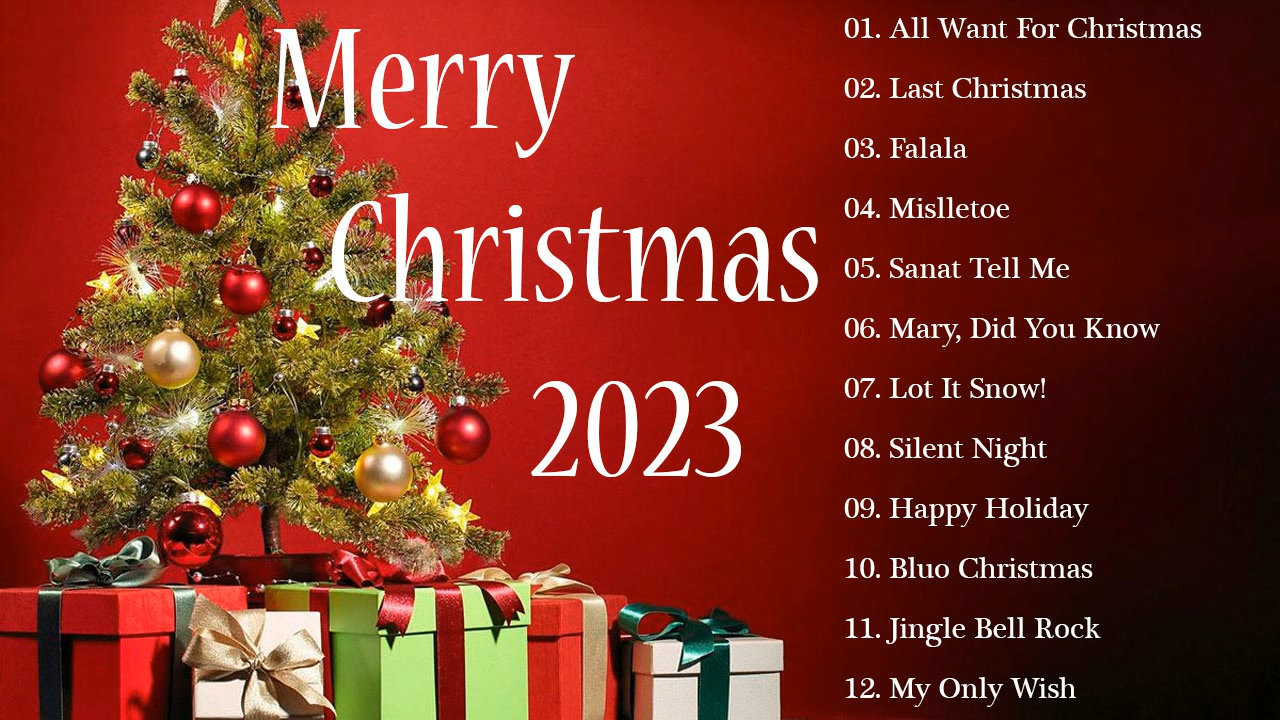 Merry
Christmas
2023
01. All Want For Christmas
02. Last Christmas
03. Falala
04. Mislletoe
05. Sanat Tell Me
06. Mary, Did You Know
07. Lot It Snow!
08. Silent Night
09. Happy Holiday
10. Bluo Christmas
11. Jingle Bell Rock
12. My Only Wish